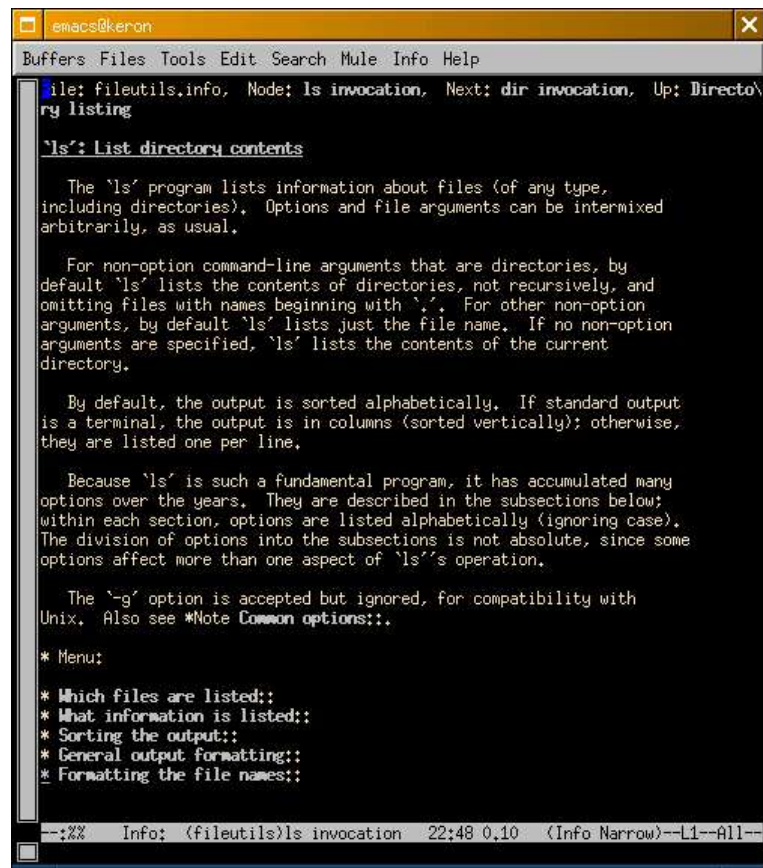 emacs@keron
Buffers Files Tools Edit Search Mule Info Help
ile: fileutils.info,  Node: ls invocation,  Next: dir invocation,  Up: Directo\
ry listing
`ls': List directory contents
The `ls' program lists information about files (of any type,
including directories).  Options and file arguments can be intermixed
arbitrarily, as usual.
For non-option command-line arguments that are directories, by
default `ls' lists the contents of directories, not recursively, and
omitting files with names beginning with `.'.  For other non-option
arguments, by default `ls' lists just the file name.  If no non-option
arguments are specified, `ls' lists the contents of the current
directory.
By default, the output is sorted alphabetically.  If standard output
is a terminal, the output is in columns (sorted vertically); otherwise,
they are listed one per line.
Because `ls' is such a fundamental program, it has accumulated many
options over the years.  They are described in the subsections below;
within each section, options are listed alphabetically (ignoring case).
The division of options into the subsections is not absolute, since some
options affect more than one aspect of `ls''s operation.
The `-g' option is accepted but ignored, for compatibility with
Unix.  Also see *Note Common options::.
* Menu:
* Which files are listed::
* What information is listed::
* Sorting the output::
* General output formatting::
* Formatting the file names::
--:%%    Info:  (fileutils)ls invocation   22:48 0.10   (Info Narrow)--L1--All--